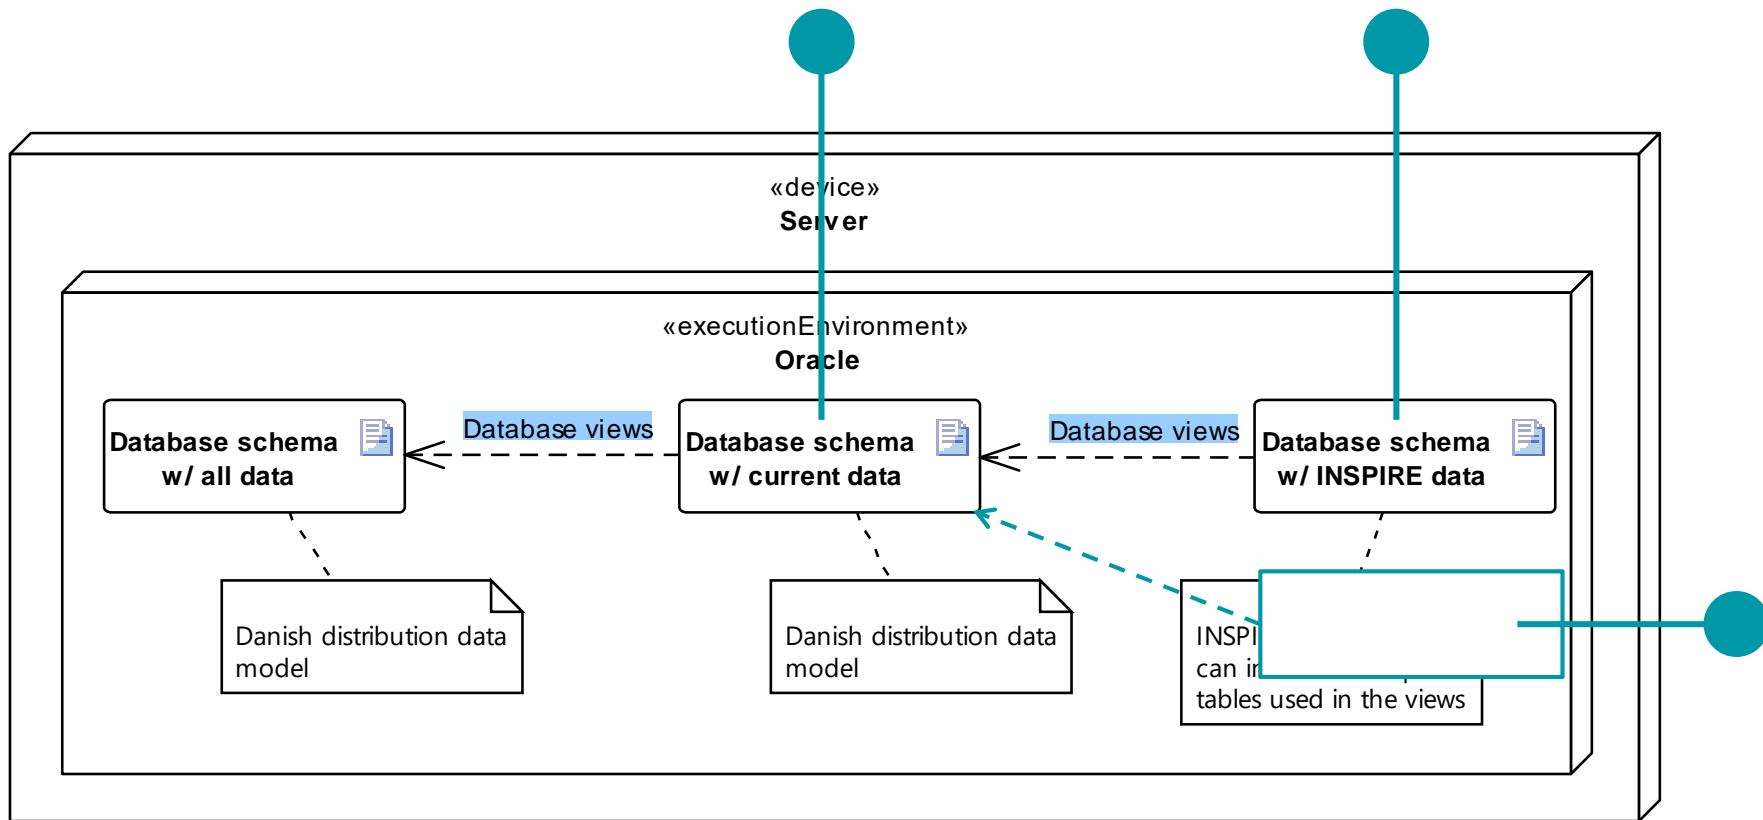 «device»
Server
«executionEnvironment»
Oracle
Database schema
w/ all data
Database views
Database schema
w/ current data
Database views
Database schema
w/ INSPIRE data
Danish distribution data
model
Danish distribution data
model
can
tables used in the views